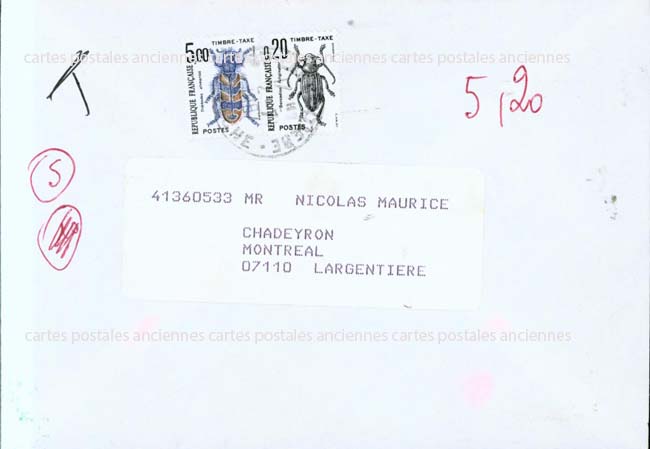 cartes postales anciennes cartes postales anciennes cartes postales anciennes
T
TIMBRE-TAXE
5,00
REPUBLIQUE FRANÇAISE
POSTES
TIMBRE-TAXE
0,20
REPUBLIQUE FRANÇAISE
POSTES
5,20
S
41360533 MR NICOLAS MAURICE
CHADEYRON
MONTREAL
07110 LARGENTIERE
cartes postales anciennes cartes postales anciennes cartes postales anciennes